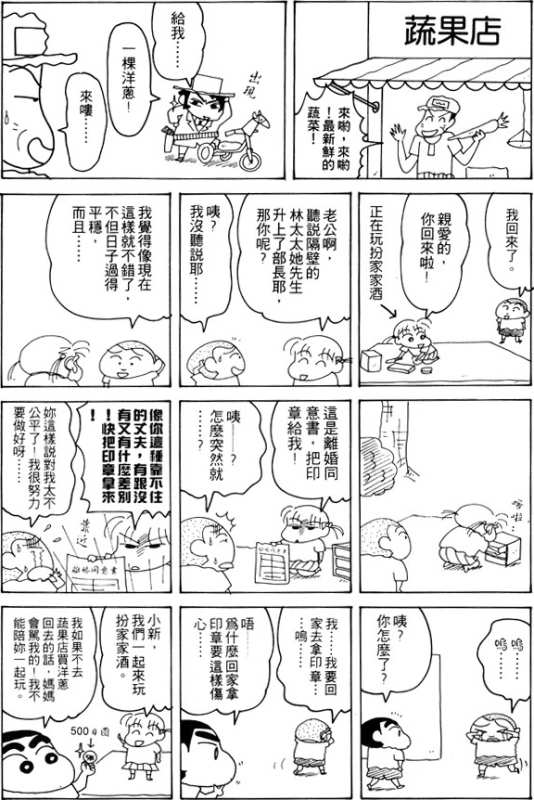 蔬果店
來喲,來喲
!最新鮮的
蔬菜!
出現
給我……
一棵洋蔥!
來嘍……
我回來了。
親愛的,
你回來啦!
正在玩扮家家酒
老公啊,
聽說隔壁的
林太太她先生
升上了部長耶,
那你呢?
咦?
我沒聽說耶……
我覺得像現在
這樣就不錯了,
不但日子過得
平穩,
而且……
這是離婚同
意書,把印
章給我!
咦……?
怎麼突然就
……?
像你這種靠不住
的丈夫,有跟沒
有又有什麼差別
!快把印章拿來
!
靠近
離婚同意書
妳這樣說對我太不
公平了!我很努力
要做好呀……
嗚……
嗚……
咦?
你怎麼了?
我……我要回
家去拿印章…
…嗚……
唔……
為什麼回家拿
印章要這樣傷
心……
小新,
我們一起來玩
扮家家酒。
500日圓
我如果不去
蔬果店買洋蔥
回去的話,媽媽
會罵我的!我不
能陪妳一起玩。